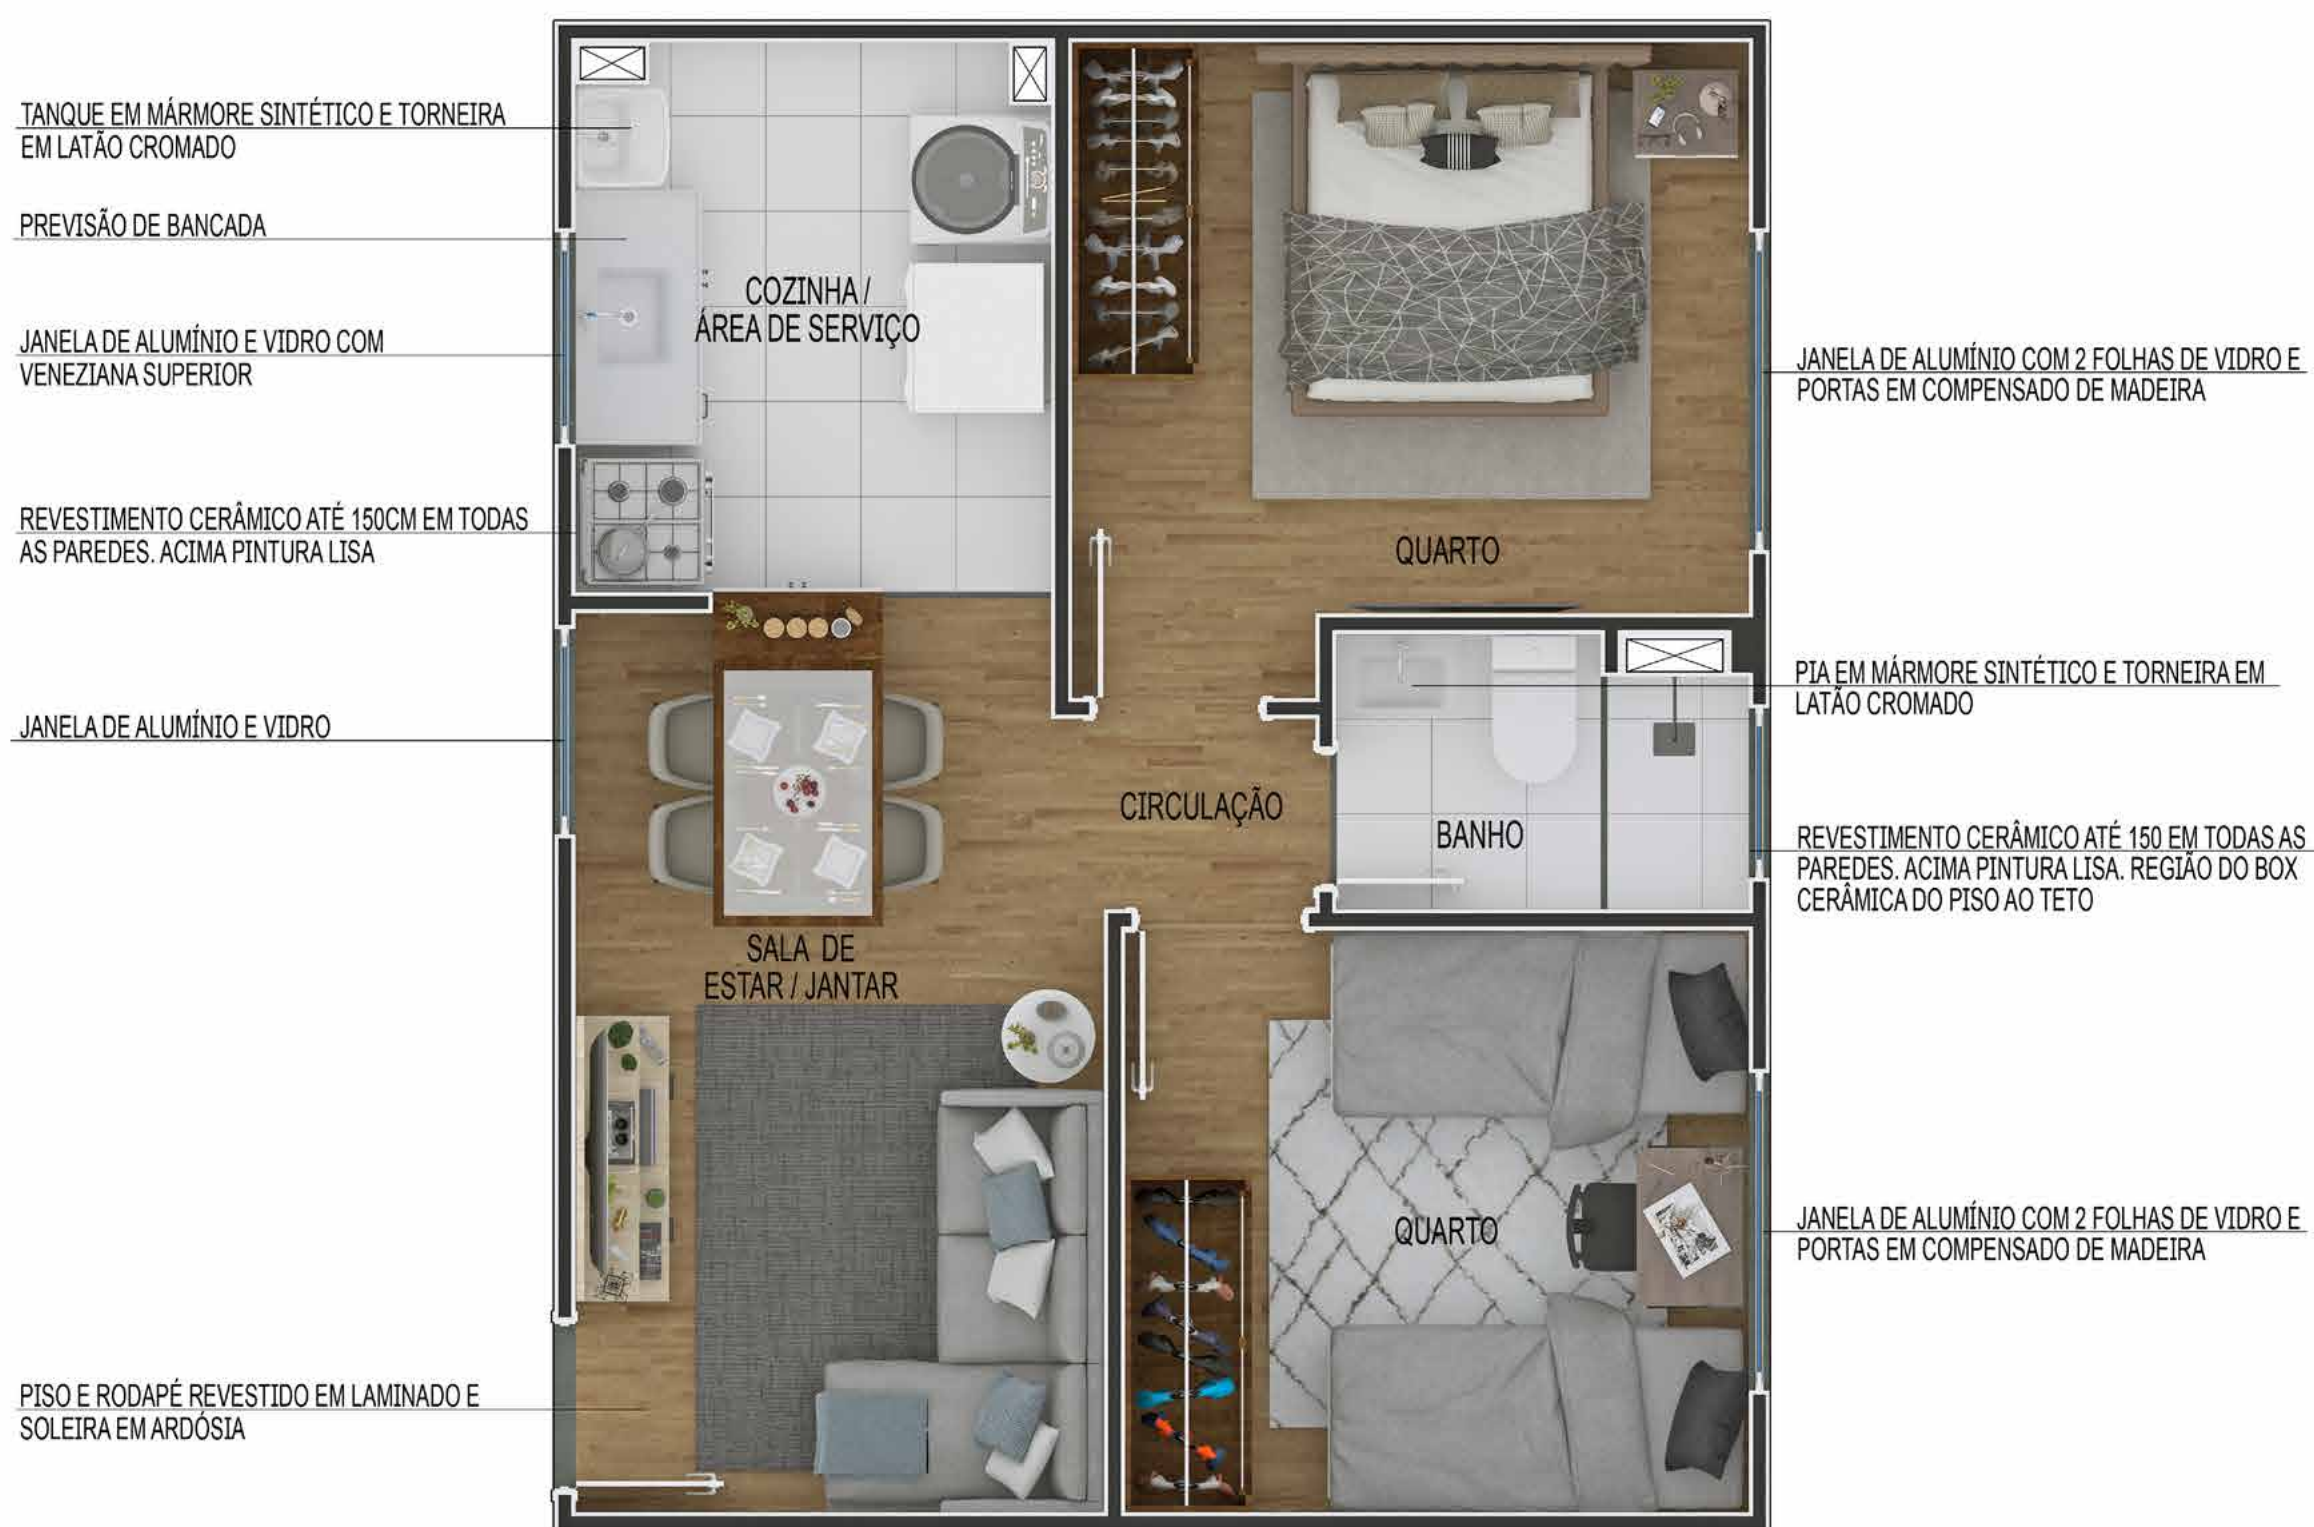 TANQUE EM MÁRMORE SINTÉTICO E TORNEIRA
EM LATÃO CROMADO
PREVISÃO DE BANCADA
JANELA DE ALUMÍNIO E VIDRO COM
VENEZIANA SUPERIOR
REVESTIMENTO CERÂMICO ATÉ 150CM EM TODAS
AS PAREDES. ACIMA PINTURA LISA
JANELA DE ALUMÍNIO E VIDRO
PISO E RODAPÉ REVESTIDO EM LAMINADO E
SOLEIRA EM ARDÓSIA
COZINHA /
ÁREA DE SERVIÇO
QUARTO
CIRCULAÇÃO
BANHO
SALA DE
ESTAR / JANTAR
QUARTO
JANELA DE ALUMÍNIO COM 2 FOLHAS DE VIDRO E
PORTAS EM COMPENSADO DE MADEIRA
PIA EM MÁRMORE SINTÉTICO E TORNEIRA EM
LATÃO CROMADO
REVESTIMENTO CERÂMICO ATÉ 150 EM TODAS AS
PAREDES. ACIMA PINTURA LISA. REGIÃO DO BOX
CERÂMICA DO PISO AO TETO
JANELA DE ALUMÍNIO COM 2 FOLHAS DE VIDRO E
PORTAS EM COMPENSADO DE MADEIRA